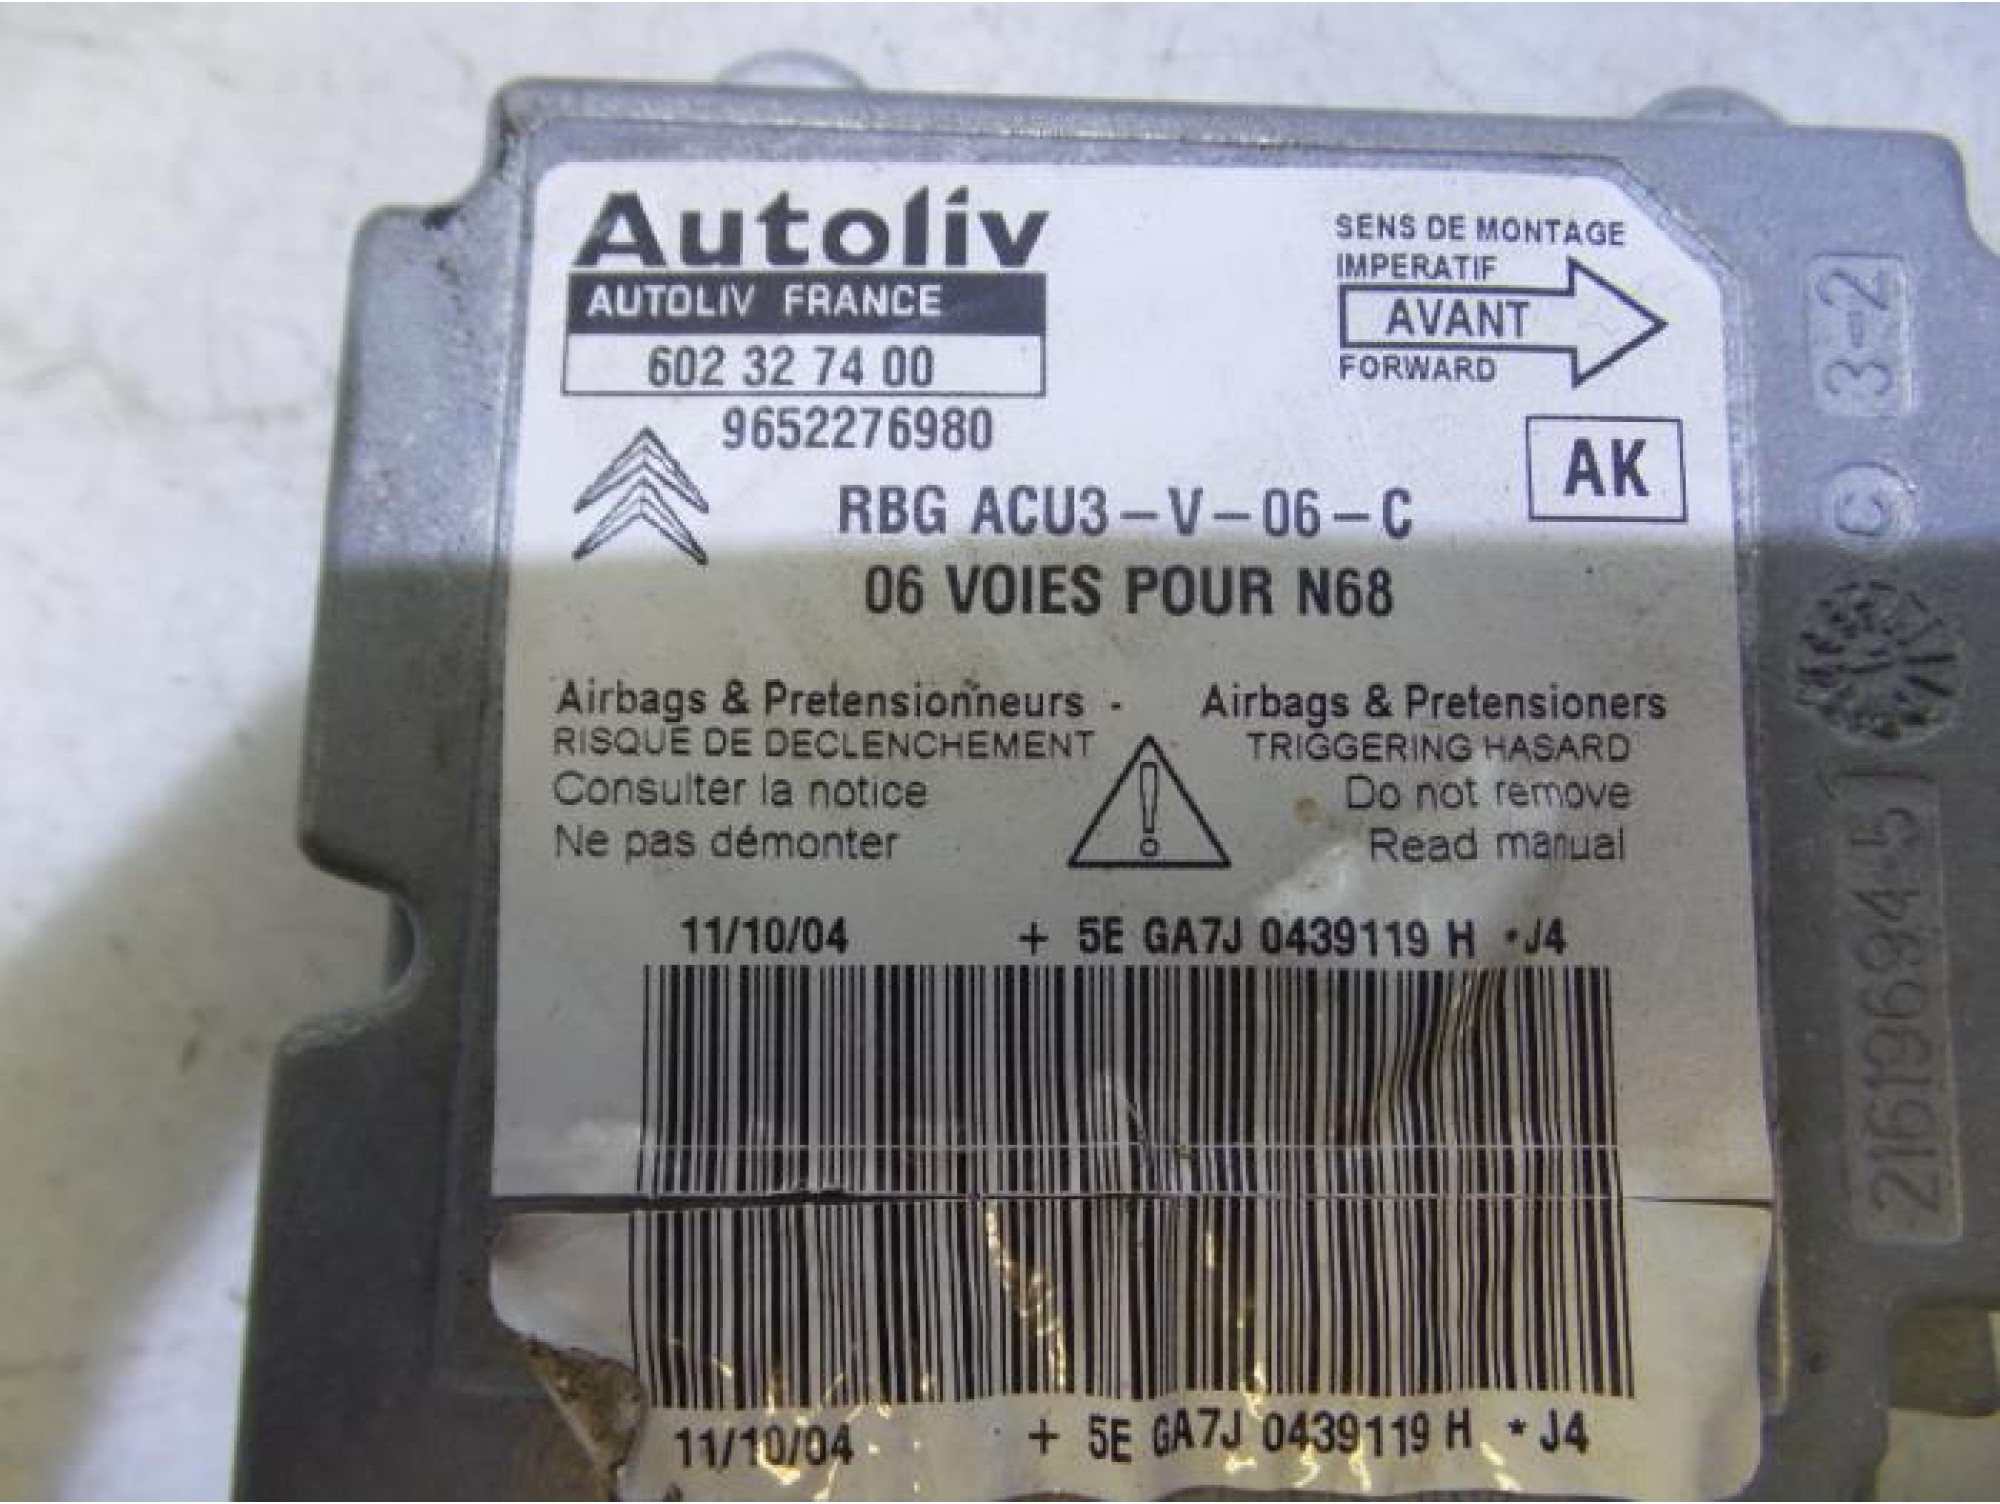 Autoliv
AUTOLIV FRANCE
602 32 74 00
9652276980
SENS DE MONTAGE
IMPERATIF
AVANT
FORWARD
AK
RBG ACU3-V-06-C
06 VOIES POUR N68
Airbags & Pretensionneurs - Airbags & Pretensioners
RISQUE DE DECLENCHEMENT TRIGGERING HASARD
Consulter la notice Do not remove
Ne pas démonter Read manual
11/10/04 + 5E GA7J 0439119 H *J4
11/10/04 + 5E GA7J 0439119 H *J4
3-2
C
216196945